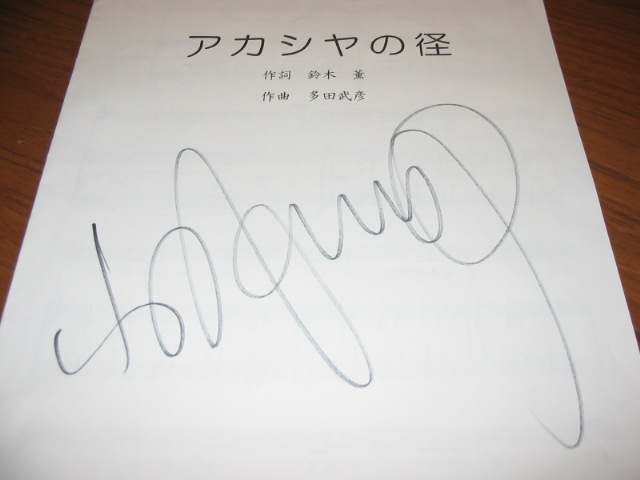 アカシヤの径
作詞 鈴木 薫
作曲 多田武彦